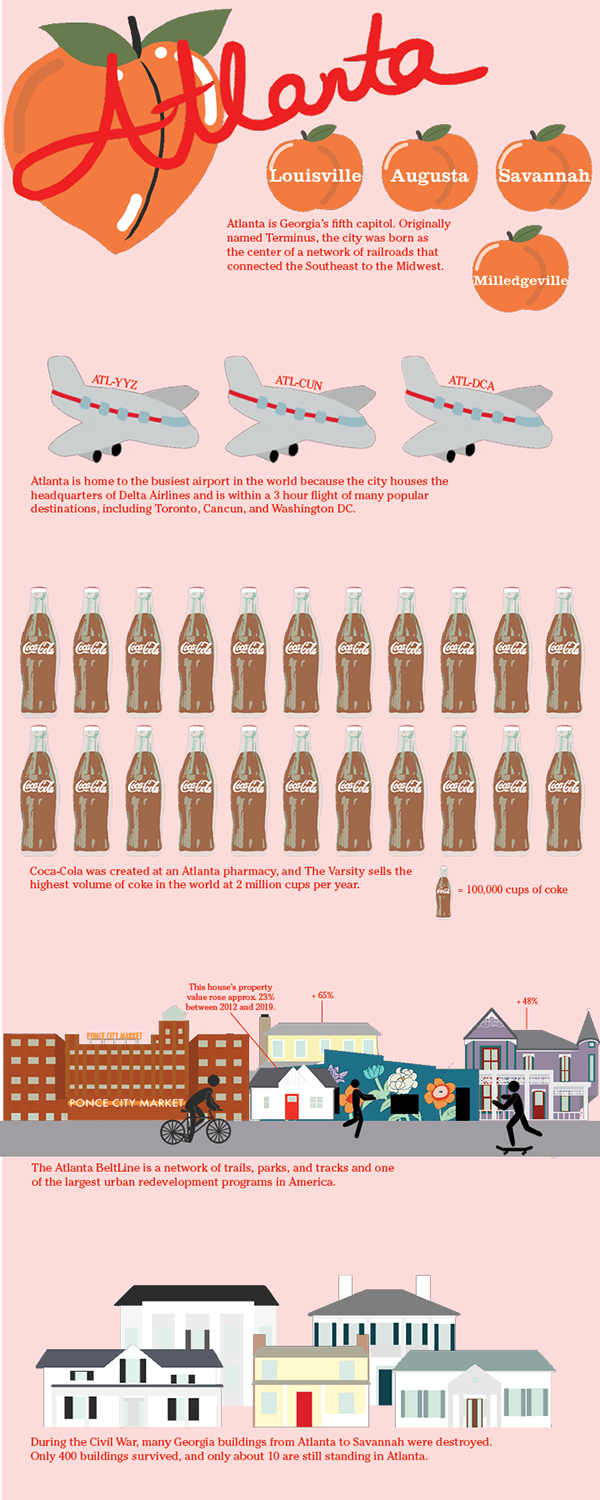 Atlanta
Louisville
Augusta
Savannah
Milledgeville
Atlanta is Georgia's fifth capitol. Originally
named Terminus, the city was born as
the center of a network of railroads that
connected the Southeast to the Midwest.
ATL-YYZ
ATL-CUN
ATL-DCA
Atlanta is home to the busiest airport in the world because the city houses the
headquarters of Delta Airlines and is within a 3 hour flight of many popular
destinations, including Toronto, Cancun, and Washington DC.
Coca-Cola Coca-Cola Coca-Cola Coca-Cola Coca-Cola Coca-Cola Coca-Cola Coca-Cola Coca-Cola Coca-Cola Coca-Cola
Coca-Cola Coca-Cola Coca-Cola Coca-Cola Coca-Cola Coca-Cola Coca-Cola Coca-Cola Coca-Cola Coca-Cola Coca-Cola
Coca-Cola was created at an Atlanta pharmacy, and The Varsity sells the
highest volume of coke in the world at 2 million cups per year.
Coca-Cola
= 100,000 cups of coke
This house's property
value rose approx. 23%
between 2012 and 2019.
+ 65%
+ 48%
PONCE CITY MARKET
PONCE CITY MARKET
The Atlanta BeltLine is a network of trails, parks, and tracks and one
of the largest urban redevelopment programs in America.
During the Civil War, many Georgia buildings from Atlanta to Savannah were destroyed.
Only 400 buildings survived, and only about 10 are still standing in Atlanta.